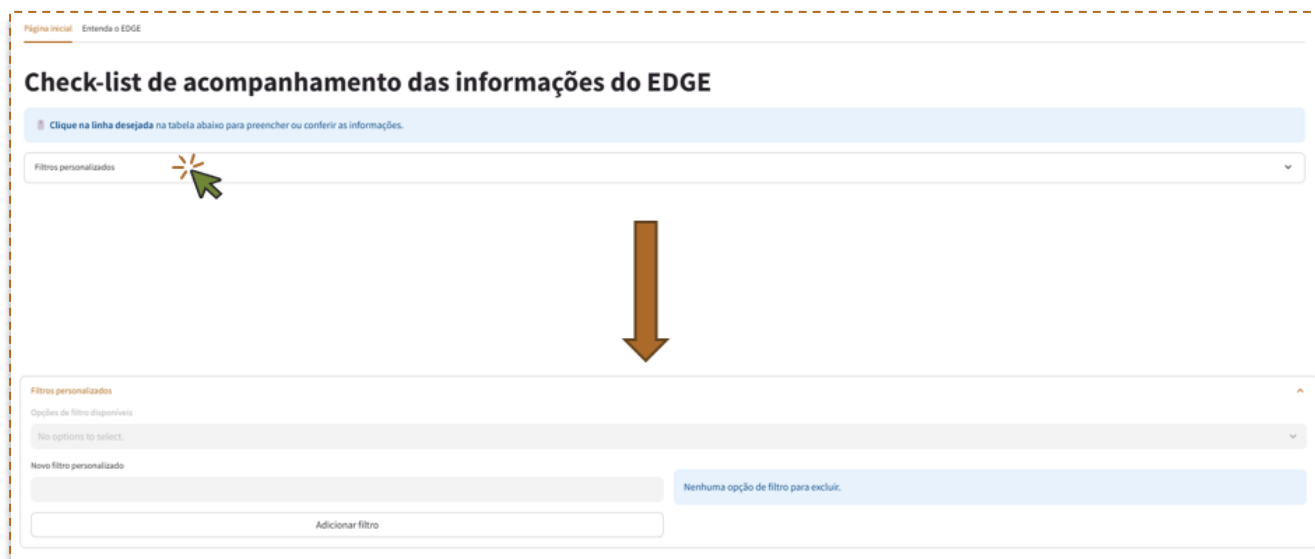 Página inicial Entenda o EDGE
Check-list de acompanhamento das informações do EDGE
Clique na linha desejada na tabela abaixo para preencher ou conferir as informações.
Filtros personalizados
Filtros personalizados
Opções de filtro disponíveis
No options to select.
Novo filtro personalizado
Nenhuma opção de filtro para excluir.
Adicionar filtro